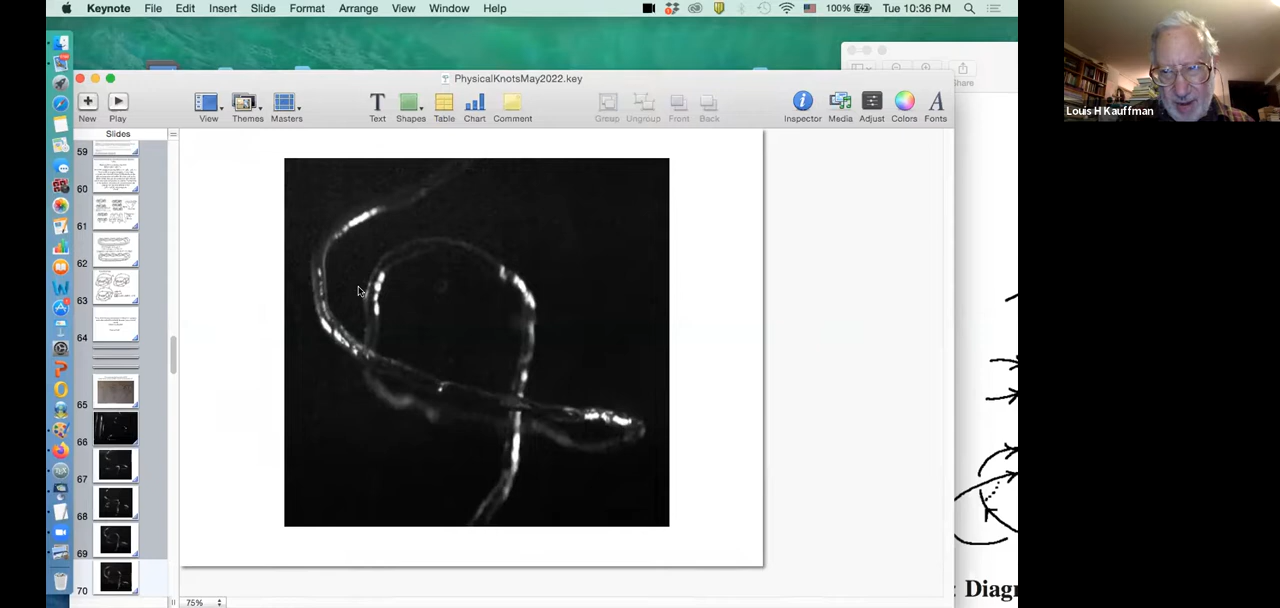 Keynote File Edit Insert Slide Format Arrange View Window Help 100% Tue 10:36 PM
PhysicalKnotsMay2022.key
New Play View Themes Masters Text Shapes Table Chart Comment Group Ungroup Front Back Inspector Media Adjust Colors Fonts
Share
Louis H Kauffman
Slides
59
60
61
62
63
64
65
66
67
68
69
70
75%
: Diagr